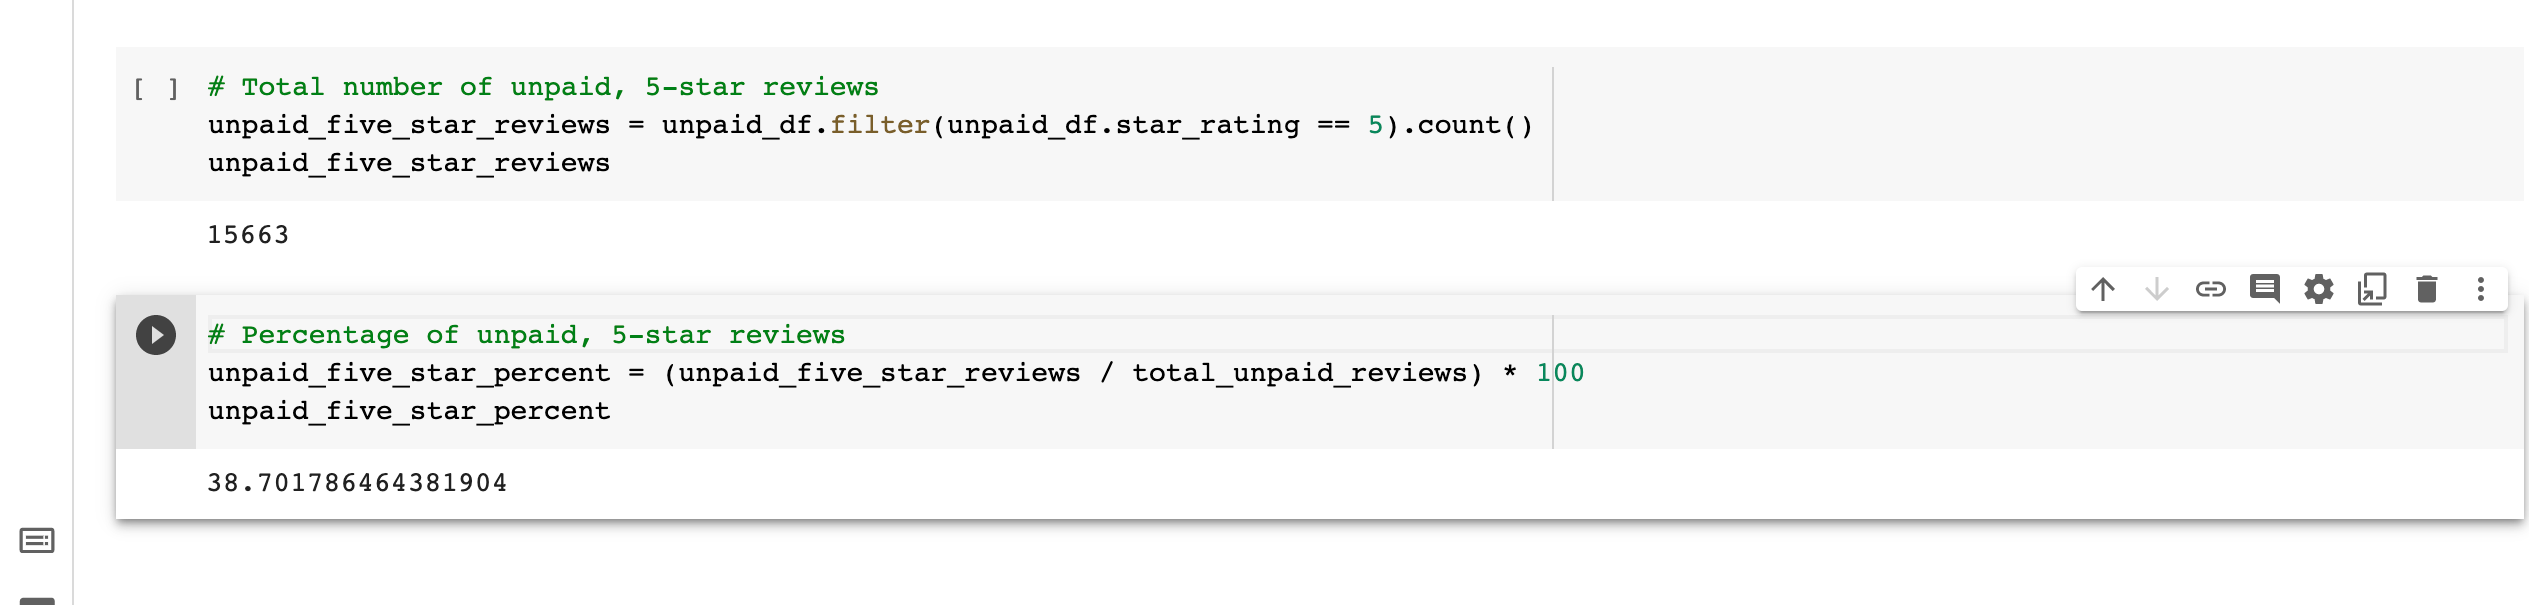 [ ] # Total number of unpaid, 5-star reviews
unpaid_five_star_reviews = unpaid_df.filter(unpaid_df.star_rating == 5).count()
unpaid_five_star_reviews
15663
# Percentage of unpaid, 5-star reviews
unpaid_five_star_percent = (unpaid_five_star_reviews / total_unpaid_reviews) * 100
unpaid_five_star_percent
38.701786464381904